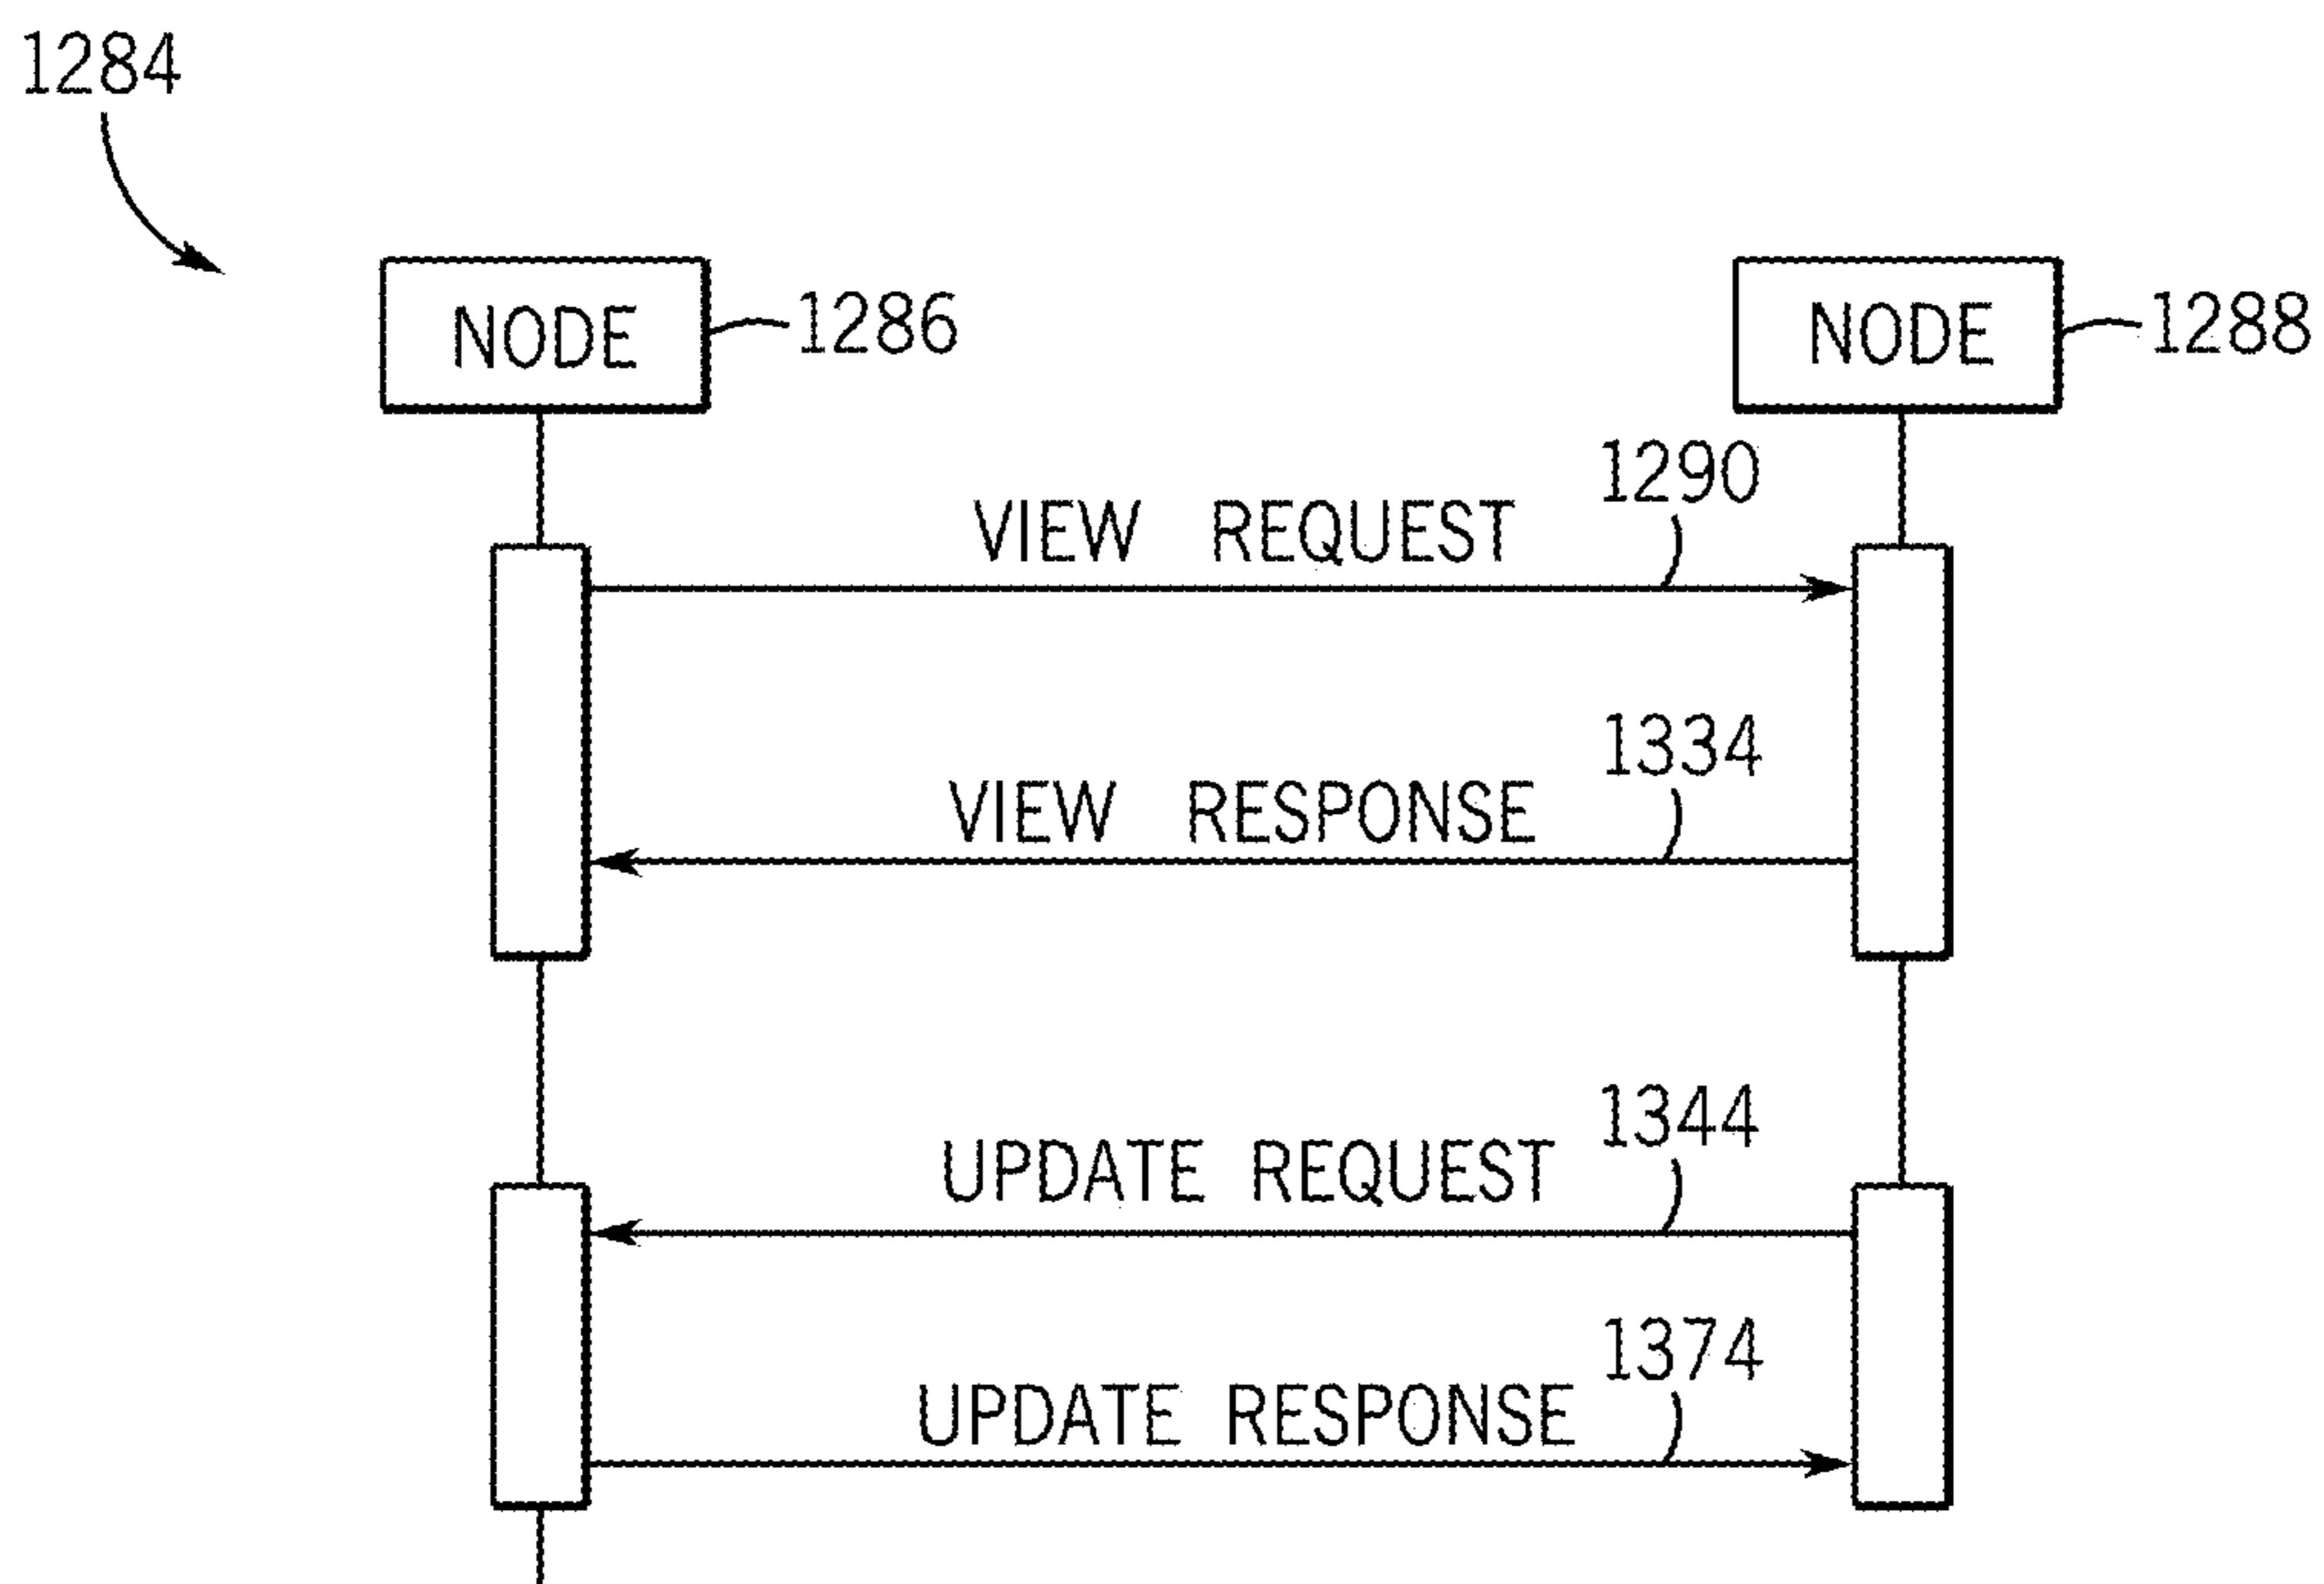 1284
NODE
1286
NODE
1288
1290
VIEW REQUEST
1334
VIEW RESPONSE
1344
UPDATE REQUEST
1374
UPDATE RESPONSE